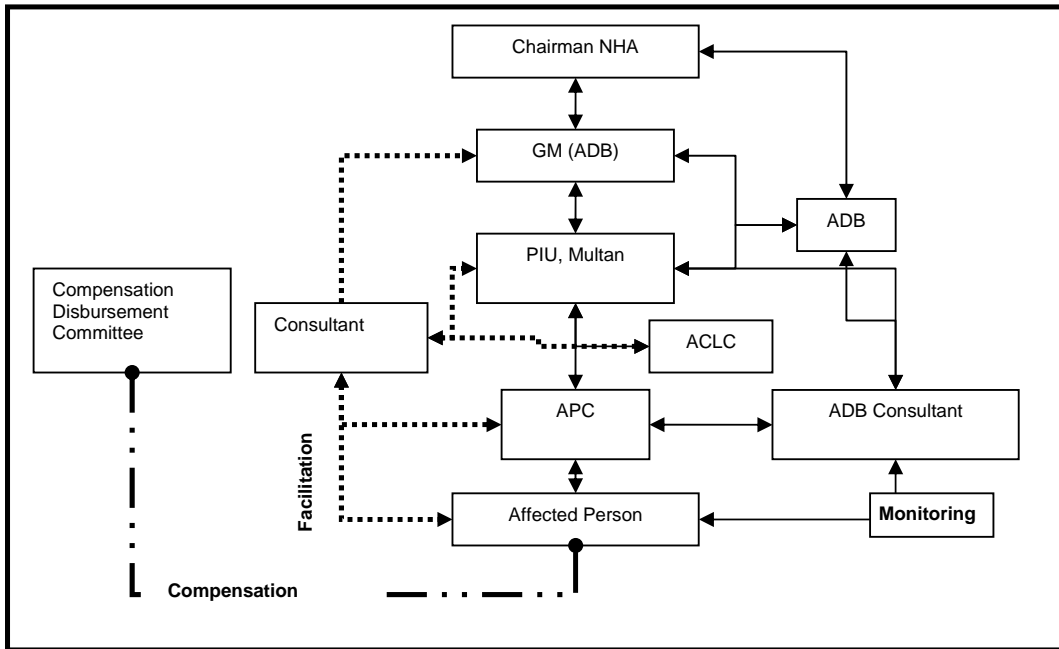 Chairman NHA
GM (ADB)
ADB
PIU, Multan
Compensation
Disbursement
Committee
Consultant
ACLC
APC
ADB Consultant
Facilitation
Affected Person
Monitoring
Compensation